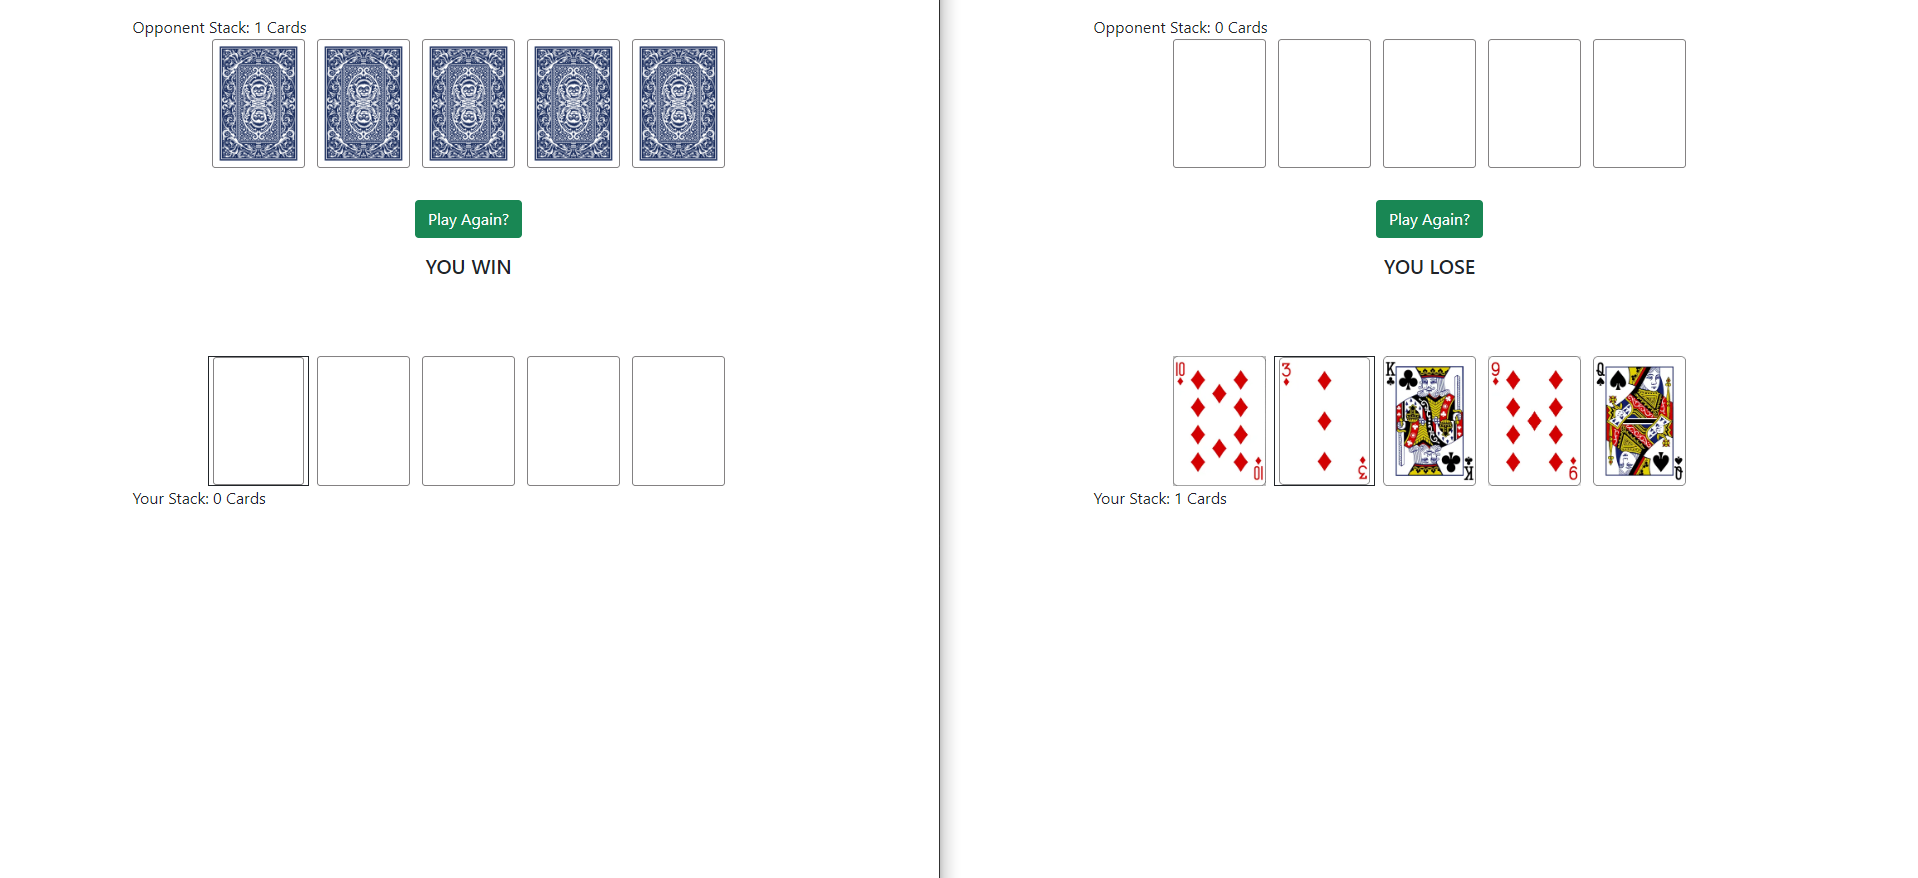 Opponent Stack: 1 Cards
Play Again?
YOU WIN
Your Stack: 0 Cards
Opponent Stack: 0 Cards
Play Again?
YOU LOSE
10 3 K 9 Q
10 3 K 9 Q
Your Stack: 1 Cards